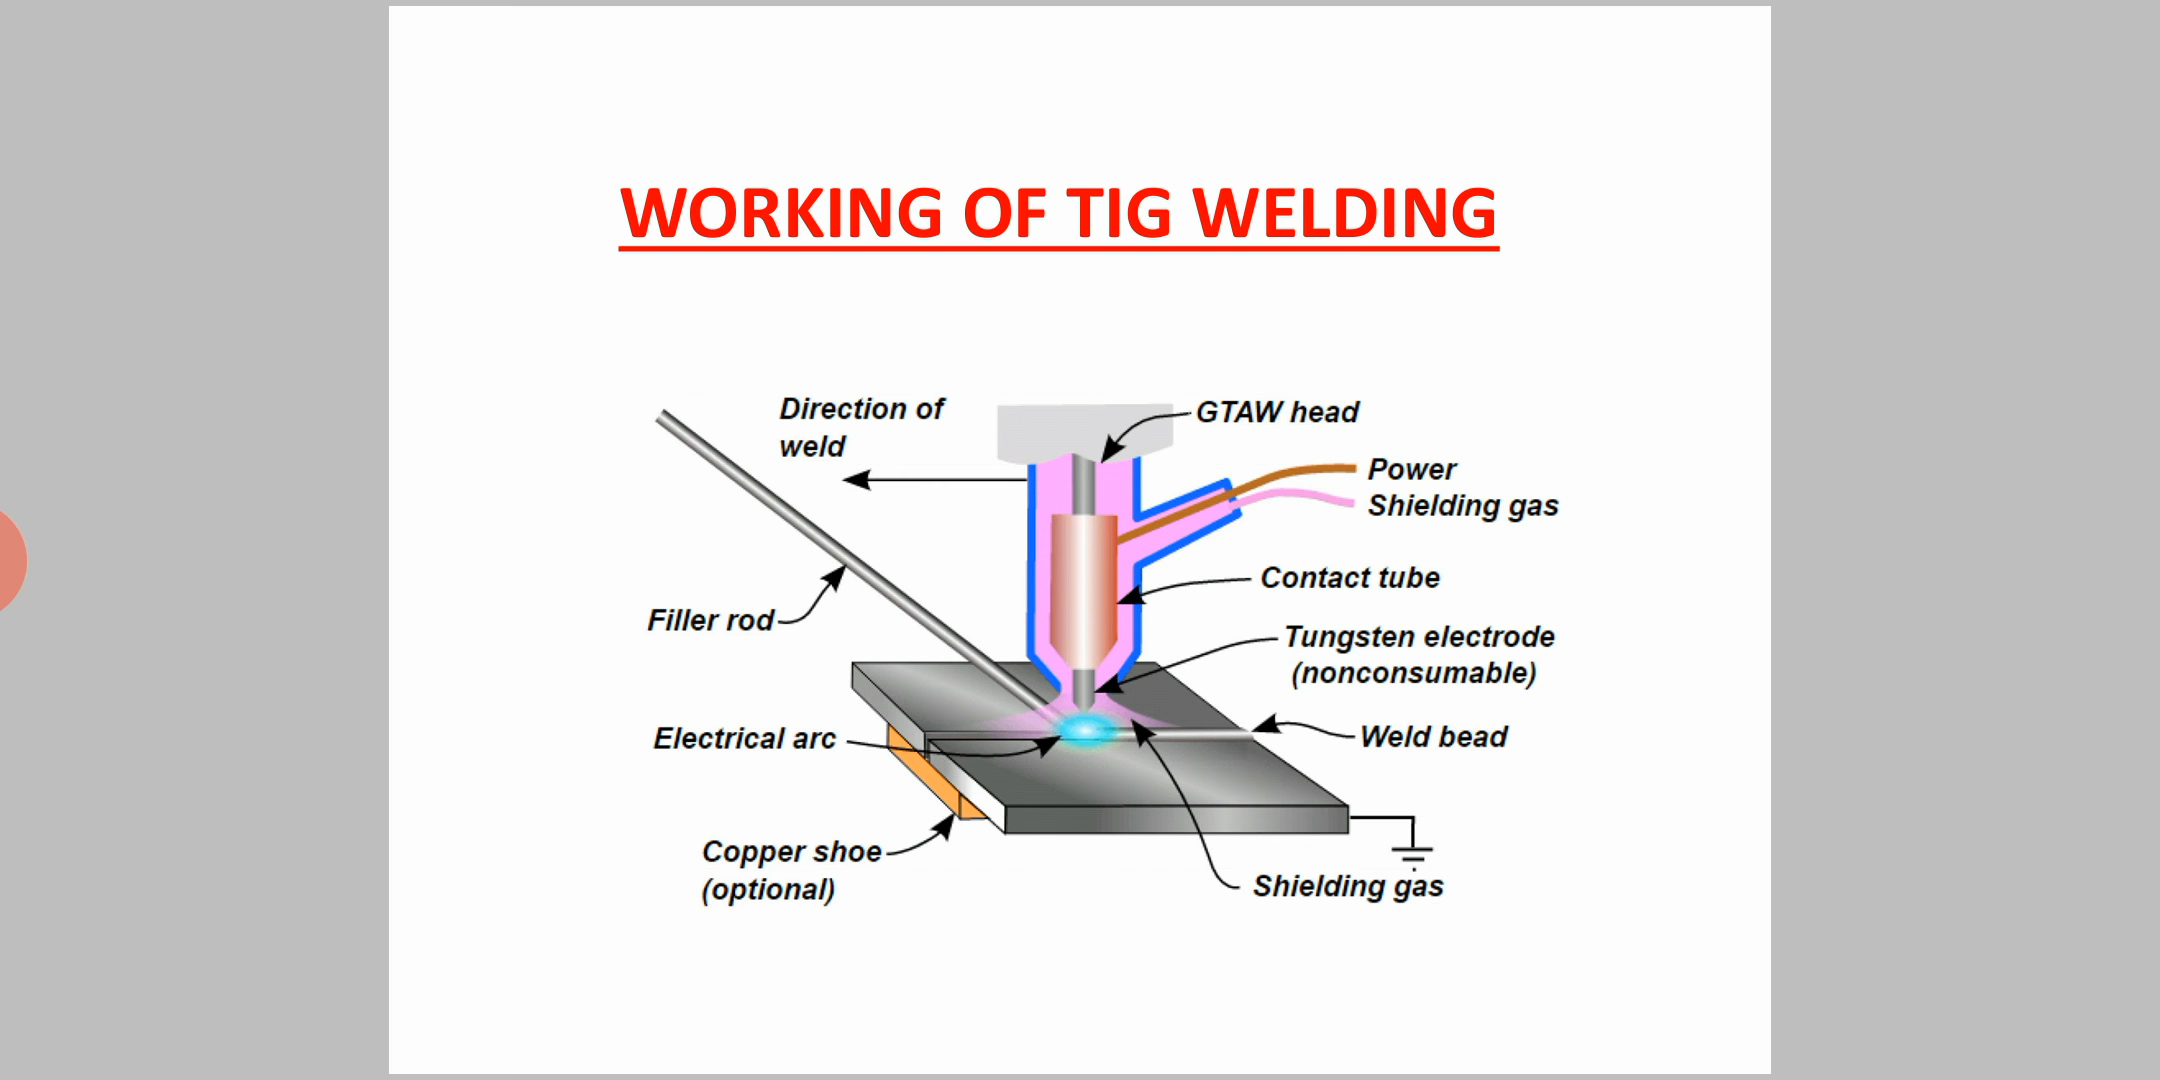 WORKING OF TIG WELDING
Direction of
weld
GTAW head
Power
Shielding gas
Contact tube
Filler rod
Tungsten electrode
(nonconsumable)
Electrical arc
Weld bead
Copper shoe
(optional)
Shielding gas